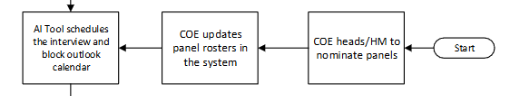 AI Tool schedules
the interview and
block outlook
calendar
COE updates
panel rosters in
the system
COE heads/HM to
nominate panels
Start